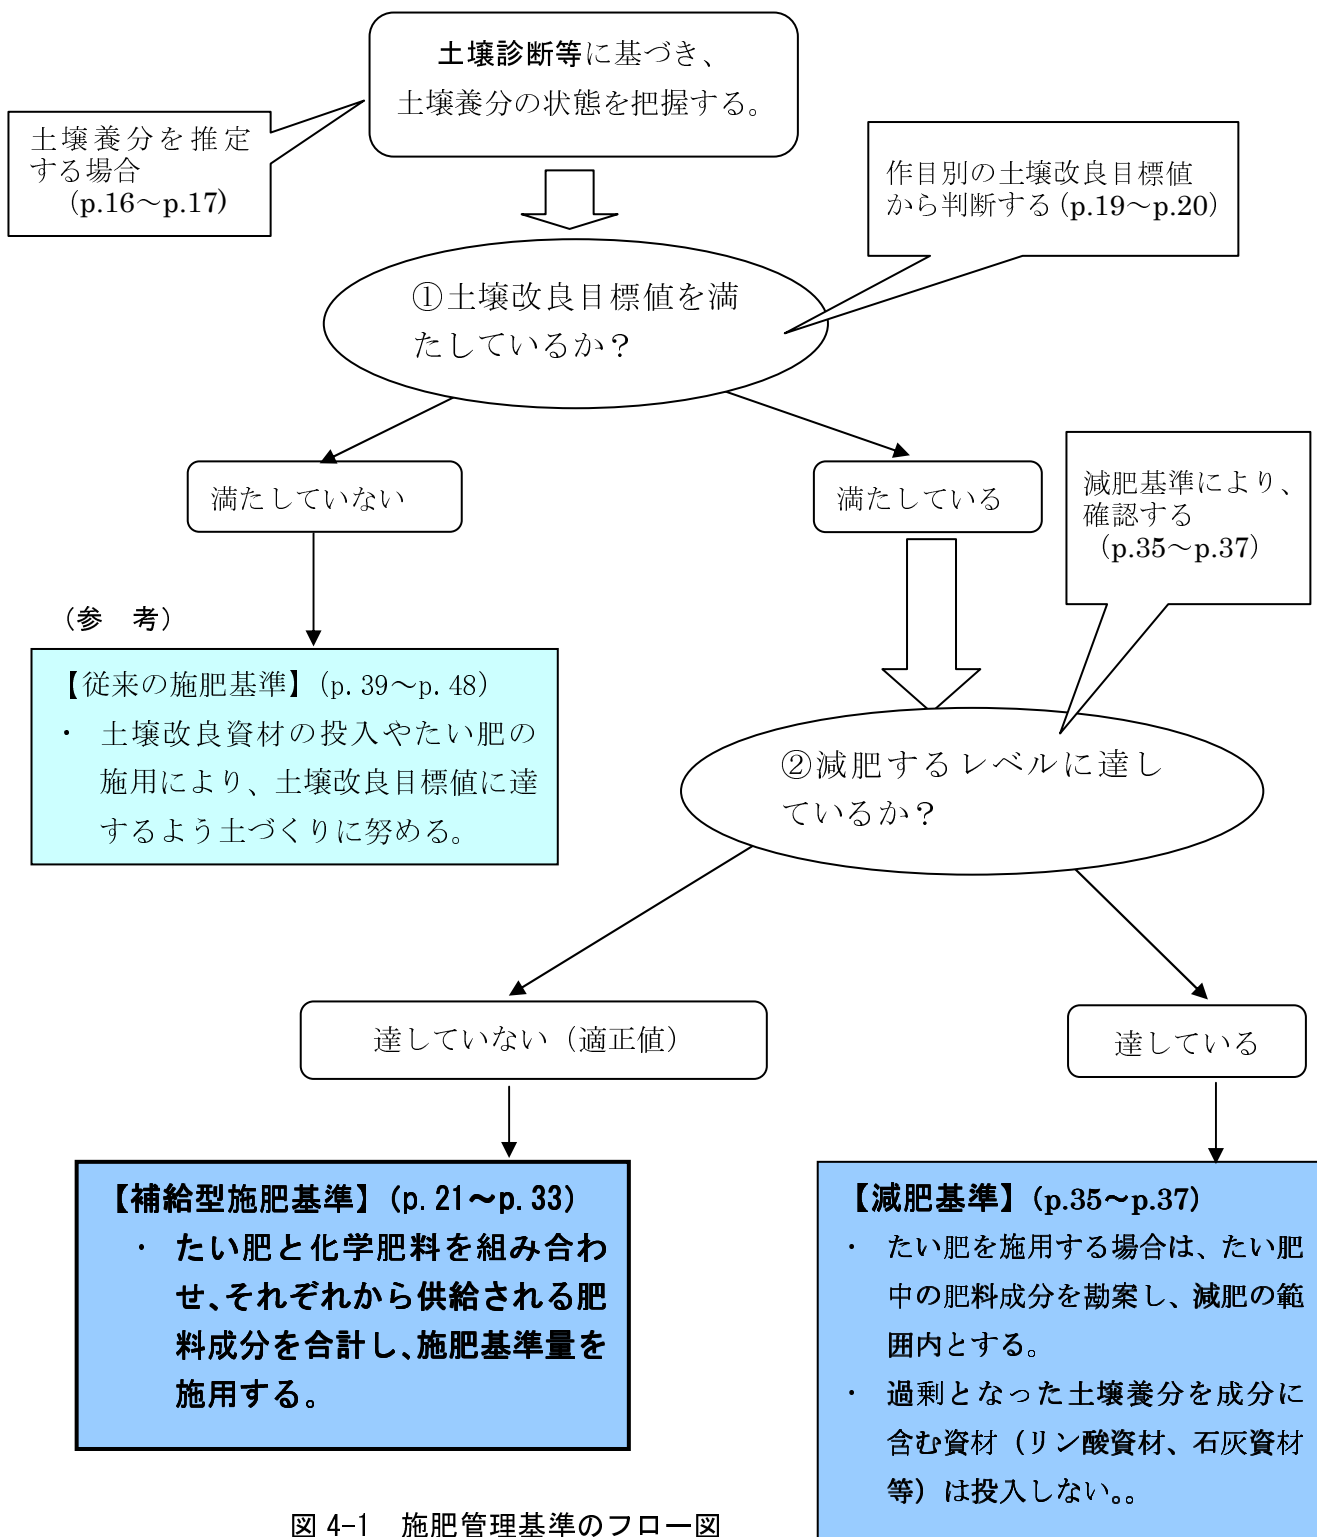 土壌診断等に基づき、
土壌養分の状態を把握する。
土壌養分を推定
する場合
(p.16～p.17)
作目別の土壌改良目標値
から判断する(p.19～p.20)
①土壌改良目標値を満
たしているか？
満たしていない
満たしている
減肥基準により、
確認する
（p.35～p.37）
（参　考）
【従来の施肥基準】（p.39～p.48）
・ 土壌改良資材の投入やたい肥の
施用により、土壌改良目標値に達
するよう土づくりに努める。
②減肥するレベルに達し
ているか？
達していない（適正値）
達している
【補給型施肥基準】（p.21～p.33）
・ たい肥と化学肥料を組み合わ
せ、それぞれから供給される肥
料成分を合計し、施肥基準量を
施用する。
【減肥基準】（p.35～p.37）
・ たい肥を施用する場合は、たい肥
中の肥料成分を勘案し、減肥の範
囲内とする。
・ 過剰となった土壌養分を成分に
含む資材（リン酸資材、石灰資材
等）は投入しない。。
図 4-1　施肥管理基準のフロー図